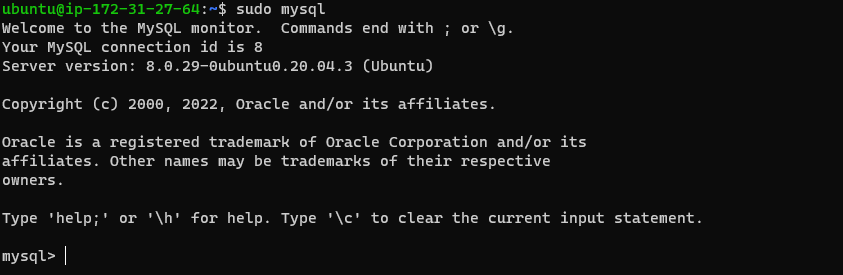 ubuntu@ip-172-31-27-64:~$ sudo mysql
Welcome to the MySQL monitor.  Commands end with ; or \g.
Your MySQL connection id is 8
Server version: 8.0.29-0ubuntu0.20.04.3 (Ubuntu)
Copyright (c) 2000, 2022, Oracle and/or its affiliates.
Oracle is a registered trademark of Oracle Corporation and/or its
affiliates. Other names may be trademarks of their respective
owners.
Type 'help;' or '\h' for help. Type '\c' to clear the current input statement.
mysql>